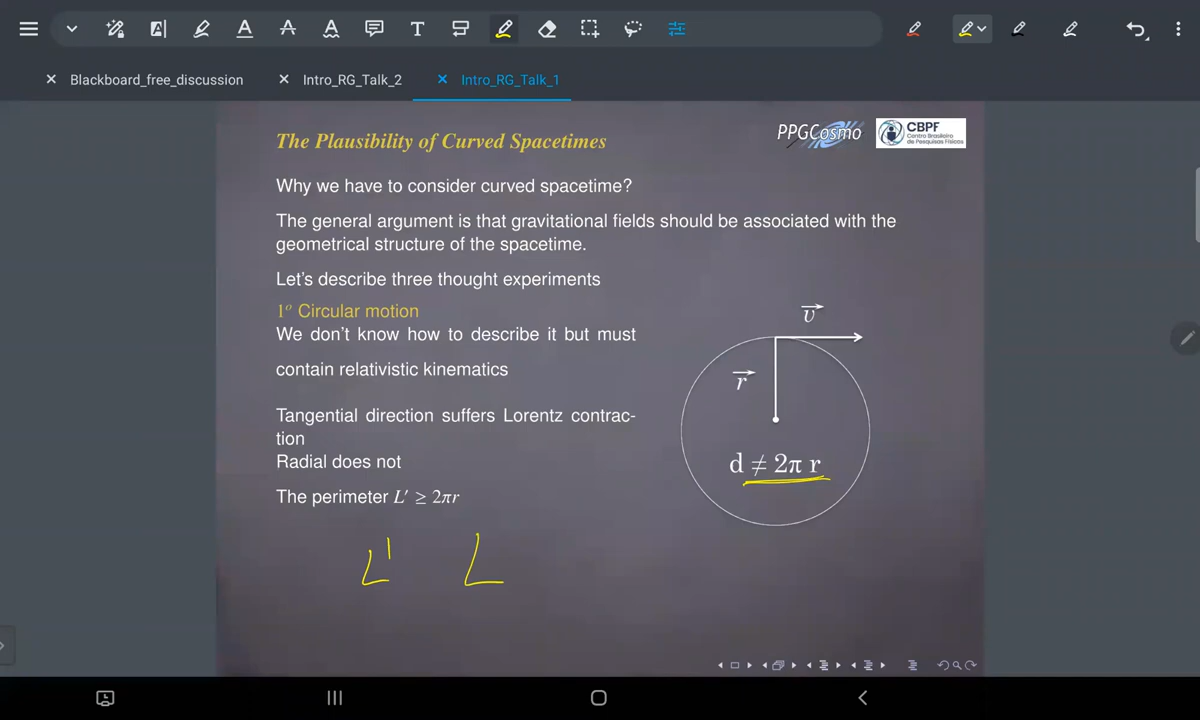 Blackboard_free_discussion
Intro_RG_Talk_2
Intro_RG_Talk_1
The Plausibility of Curved Spacetimes
PPGCosmo
CBPF
Centro Brasileiro
de Pesquisas Físicas
Why we have to consider curved spacetime?
The general argument is that gravitational fields should be associated with the
geometrical structure of the spacetime.
Let's describe three thought experiments
1º Circular motion
We don't know how to describe it but must
contain relativistic kinematics
Tangential direction suffers Lorentz contrac-
tion
Radial does not
The perimeter L′ ≥ 2πr
v
r
d ≠ 2π r
L' L